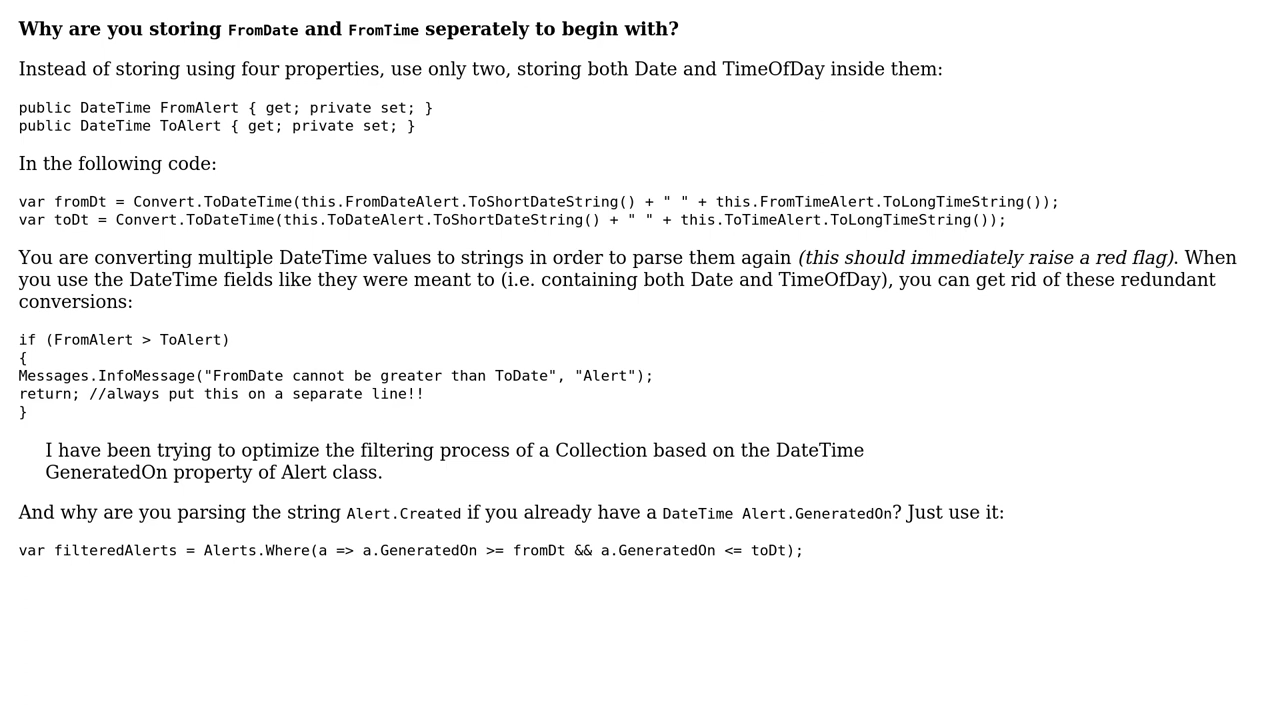 Why are you storing FromDate and FromTime seperately to begin with?
Instead of storing using four properties, use only two, storing both Date and TimeOfDay inside them:
public DateTime FromAlert { get; private set; }
public DateTime ToAlert { get; private set; }
In the following code:
var fromDt = Convert.ToDateTime(this.FromDateAlert.ToShortDateString() + " " + this.FromTimeAlert.ToLongTimeString());
var toDt = Convert.ToDateTime(this.ToDateAlert.ToShortDateString() + " " + this.ToTimeAlert.ToLongTimeString());
You are converting multiple DateTime values to strings in order to parse them again (this should immediately raise a red flag). When
you use the DateTime fields like they were meant to (i.e. containing both Date and TimeOfDay), you can get rid of these redundant
conversions:
if (FromAlert > ToAlert)
{
Messages.InfoMessage("FromDate cannot be greater than ToDate", "Alert");
return; //always put this on a separate line!!
}
I have been trying to optimize the filtering process of a Collection based on the DateTime
GeneratedOn property of Alert class.
And why are you parsing the string Alert.Created if you already have a DateTime Alert.GeneratedOn? Just use it:
var filteredAlerts = Alerts.Where(a => a.GeneratedOn >= fromDt && a.GeneratedOn <= toDt);